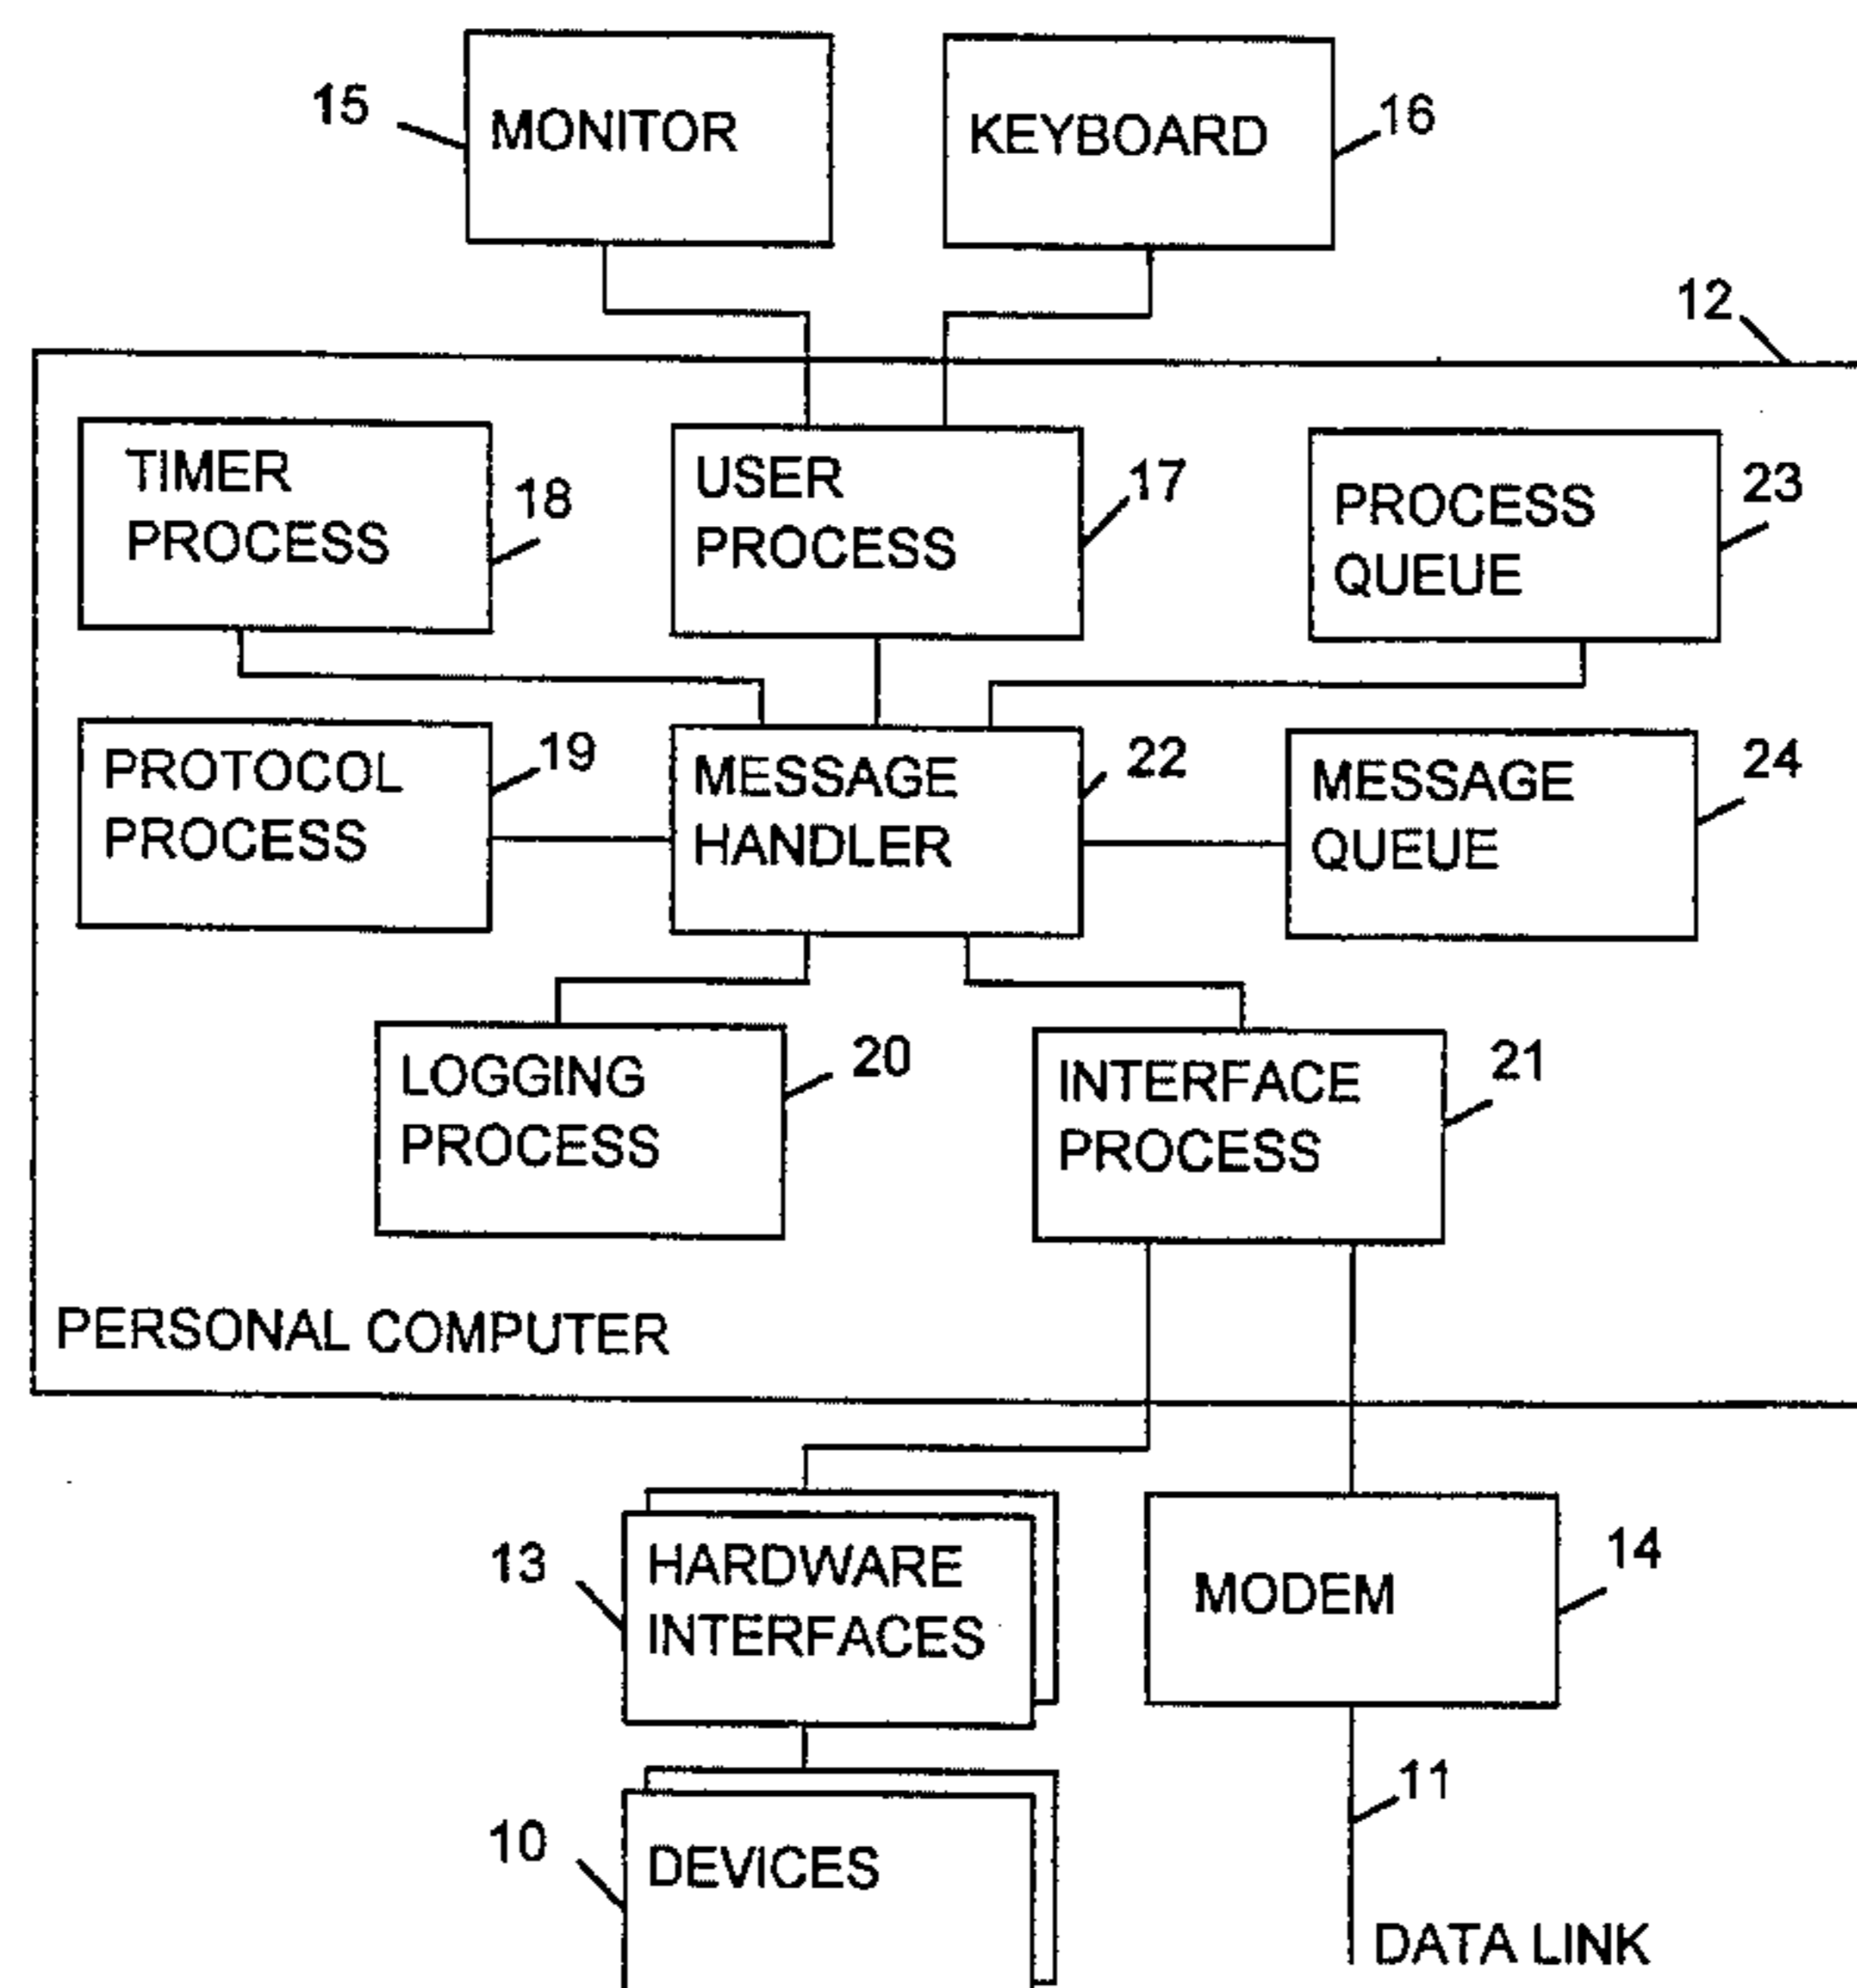 15
MONITOR
KEYBOARD
16
12
TIMER
PROCESS
18
USER
PROCESS
17
PROCESS
QUEUE
23
PROTOCOL
PROCESS
19
MESSAGE
HANDLER
22
MESSAGE
QUEUE
24
LOGGING
PROCESS
20
INTERFACE
PROCESS
21
PERSONAL COMPUTER
13
HARDWARE
INTERFACES
MODEM
14
10
DEVICES
11
DATA LINK